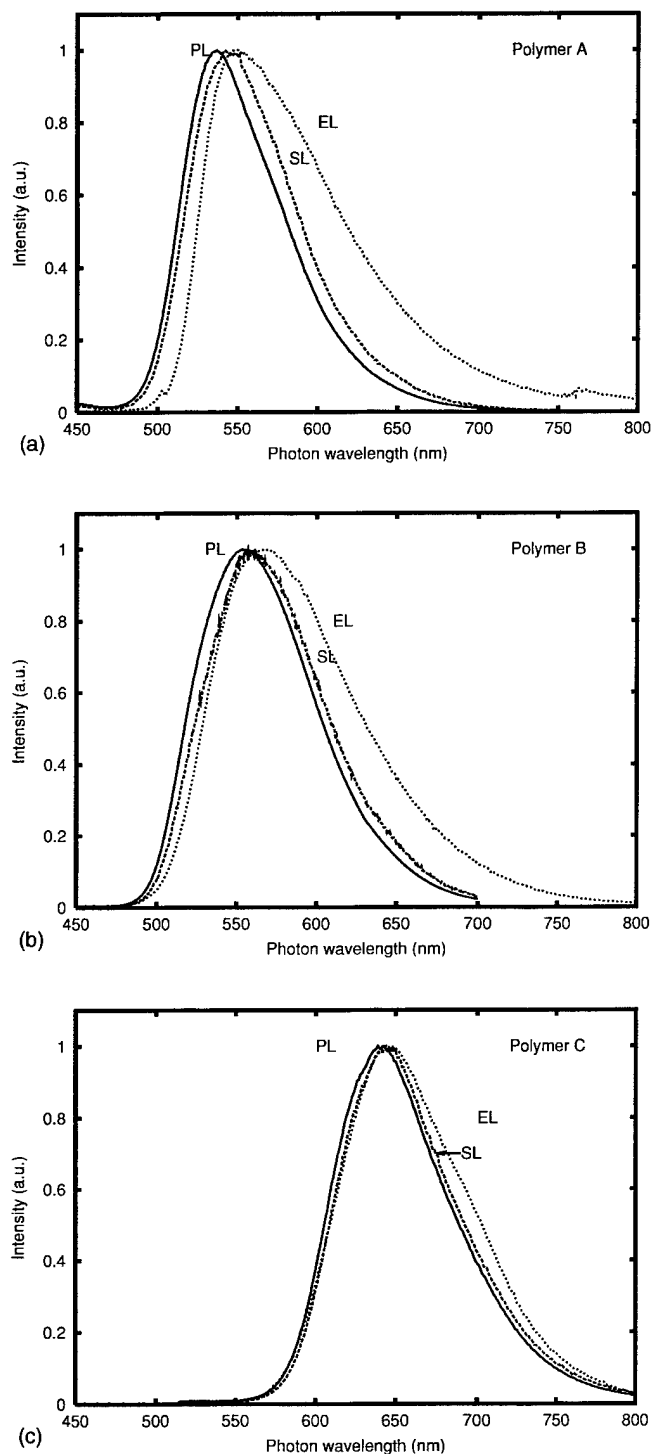 PL
Polymer A
EL
SL
1
0.8
0.6
0.4
0.2
0
Intensity (a.u.)
450 500 550 600 650 700 750 800
Photon wavelength (nm)
(a)
PL
Polymer B
EL
SL
1
0.8
0.6
0.4
0.2
0
Intensity (a.u.)
450 500 550 600 650 700 750 800
Photon wavelength (nm)
(b)
PL
Polymer C
EL
SL
1
0.8
0.6
0.4
0.2
0
Intensity (a.u.)
450 500 550 600 650 700 750 800
Photon wavelength (nm)
(c)